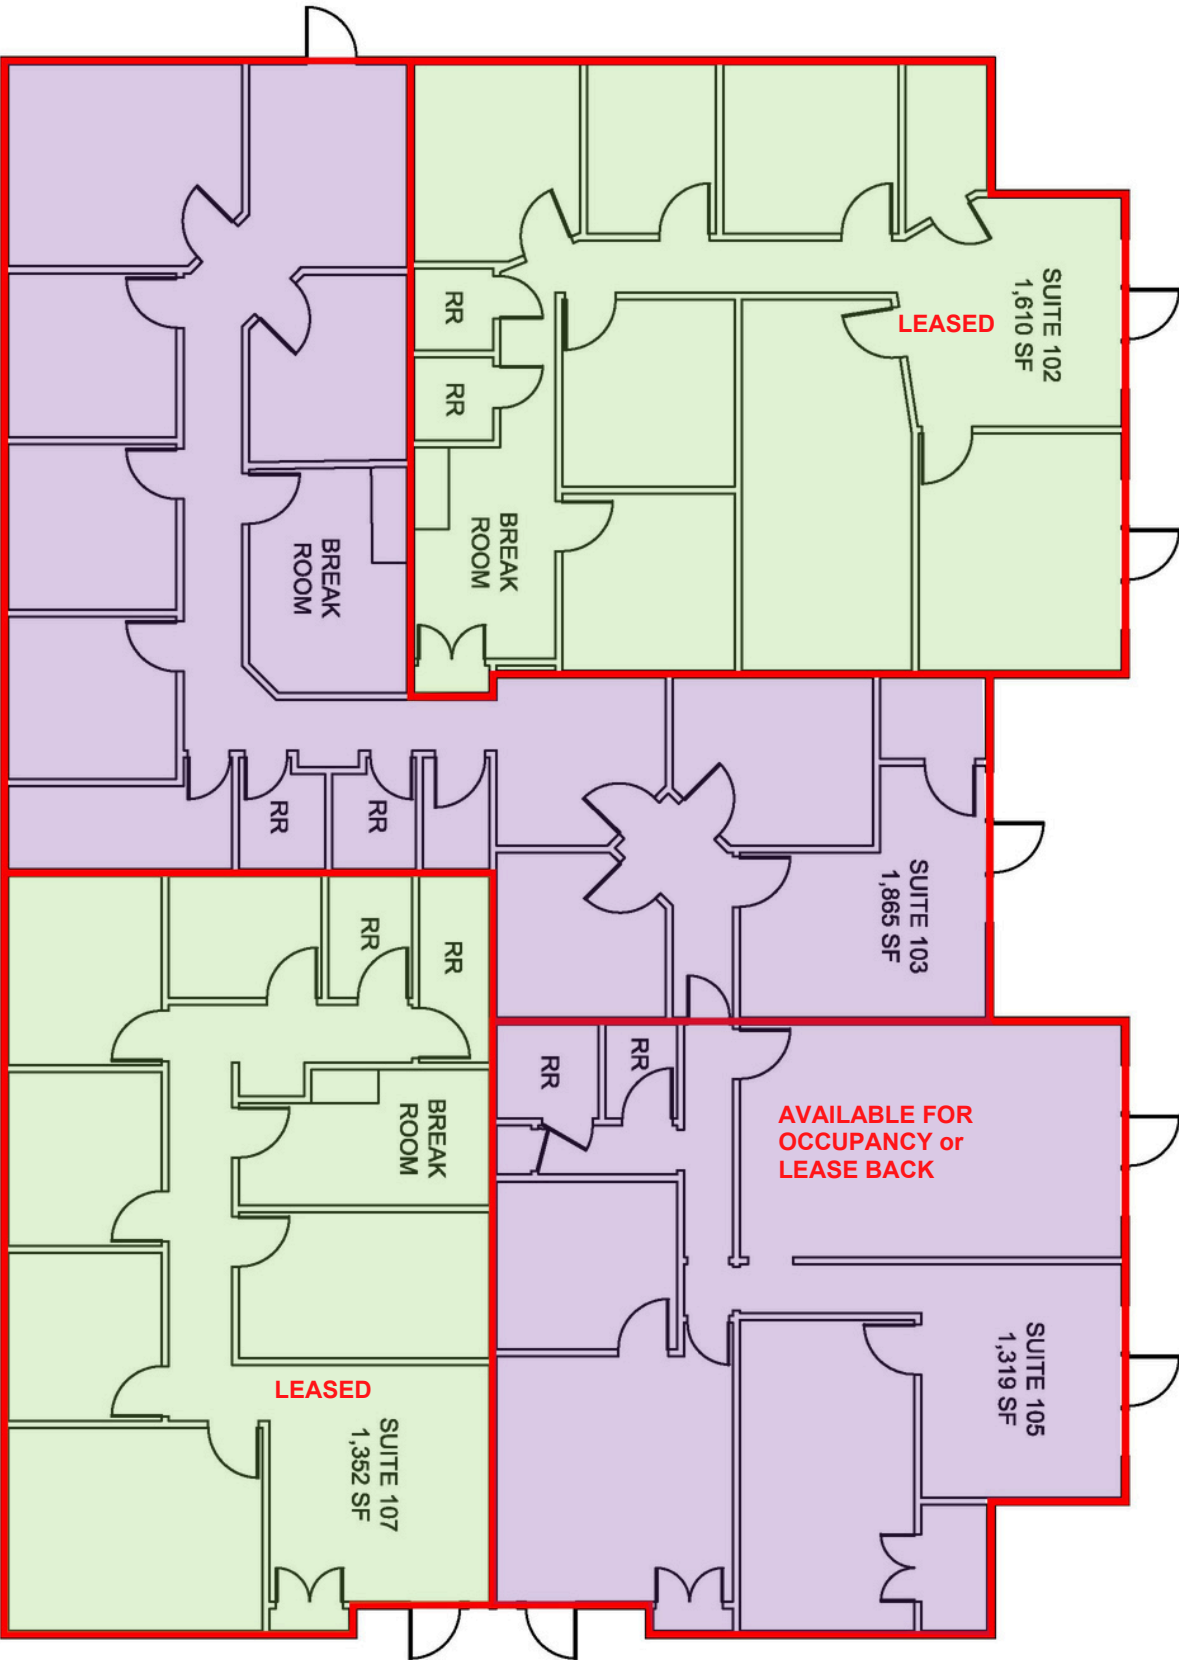 SUITE 102
1,610 SF
LEASED
RR
RR
BREAK
ROOM
BREAK
ROOM
RR
RR
SUITE 103
1,865 SF
RR
RR
BREAK
ROOM
RR
RR
AVAILABLE FOR
OCCUPANCY or
LEASE BACK
SUITE 105
1,319 SF
LEASED
SUITE 107
1,352 SF